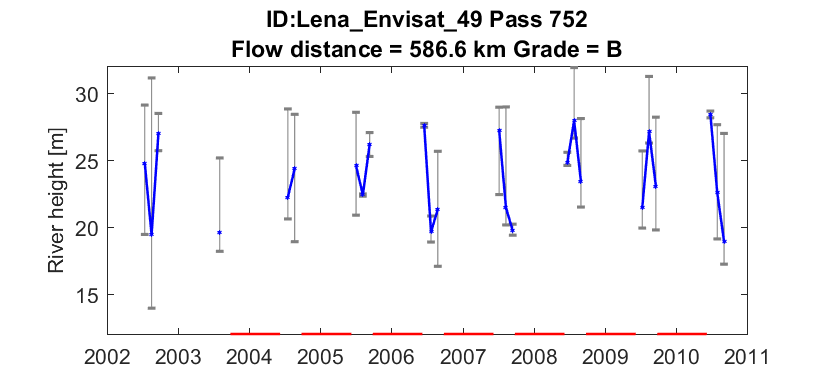 ID:Lena_Envisat_49 Pass 752
Flow distance = 586.6 km Grade = B
River height [m]
30
25
20
15
2002 2003 2004 2005 2006 2007 2008 2009 2010 2011